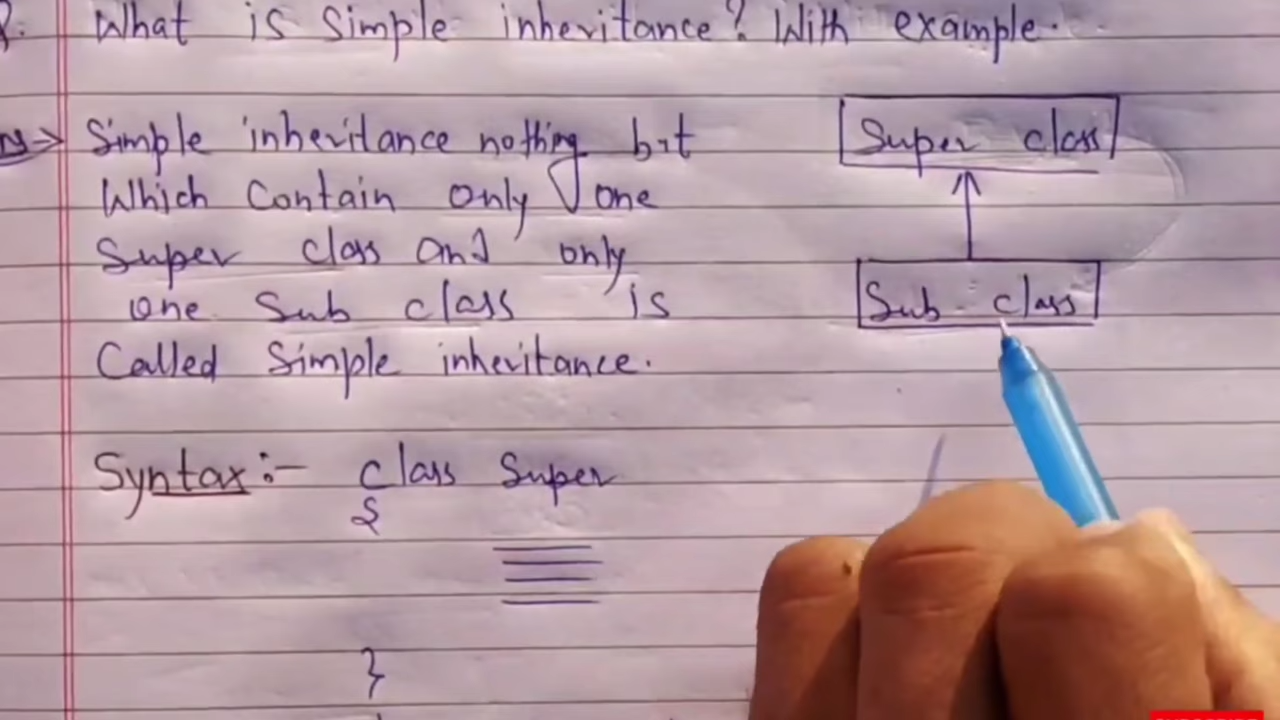 What is Simple inheritance? With example.
Simple inheritance nothing but
Which Contain only one
Super class and only
one Sub class is
Called Simple inheritance.
Super class
Sub class
Syntax:- class Super
{
}